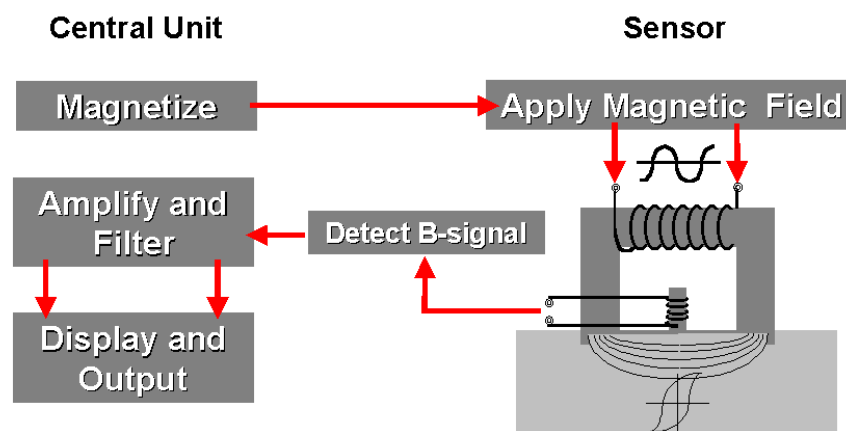 Central Unit
Sensor
Magnetize
Apply Magnetic Field
Amplify and
Filter
Detect B-signal
Display and
Output